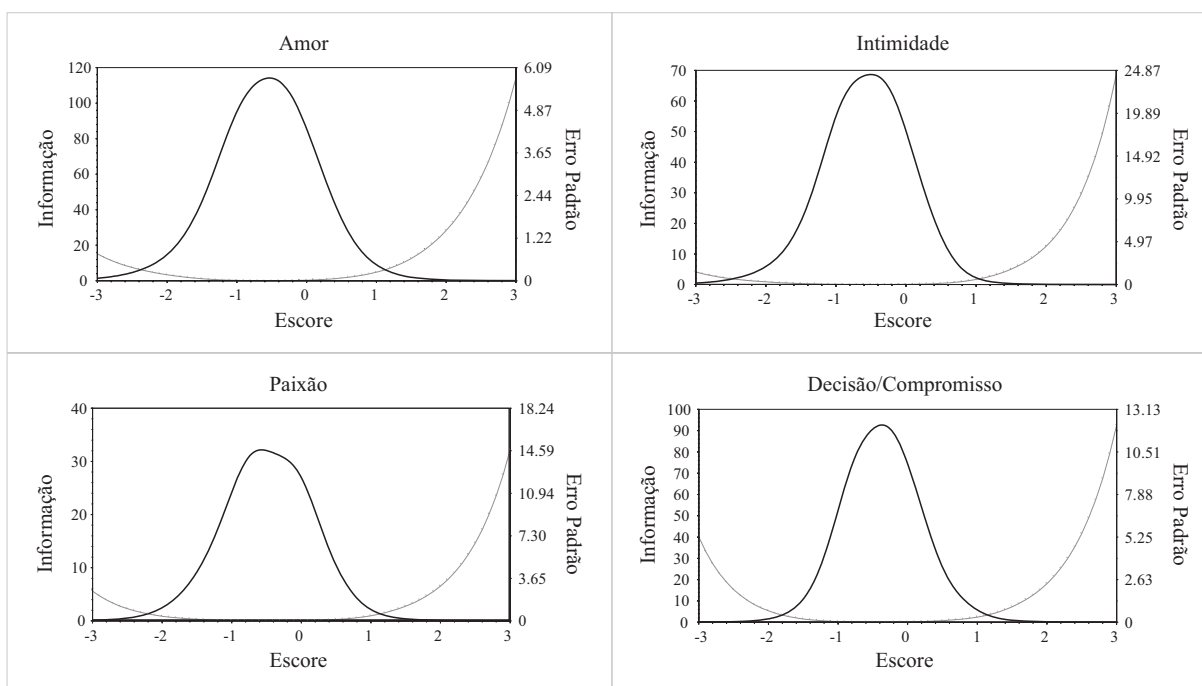 Amor
120
100
80
60
40
20
0
6.09
4.87
3.65
2.44
1.22
0
-3 -2 -1 0 1 2 3
Informação
Erro Padrão
Escore
Intimidade
70
60
50
40
30
20
10
0
24.87
19.89
14.92
9.95
4.97
0
-3 -2 -1 0 1 2 3
Informação
Erro Padrão
Escore
Paixão
40
30
20
10
0
18.24
14.59
10.94
7.30
3.65
0
-3 -2 -1 0 1 2 3
Informação
Erro Padrão
Escore
Decisão/Compromisso
100
90
80
70
60
50
40
30
20
10
0
13.13
10.51
7.88
5.25
2.63
0
-3 -2 -1 0 1 2 3
Informação
Erro Padrão
Escore